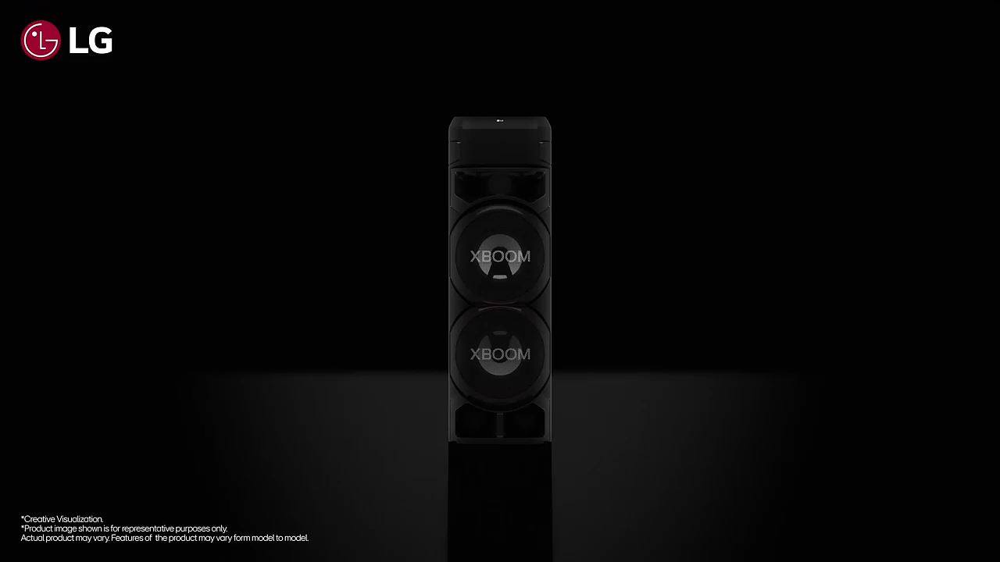 LG
XBOOM
XBOOM
*Creative Visualization.
*Product image shown is for representative purposes only.
Actual product may vary. Features of the product may vary form model to model.